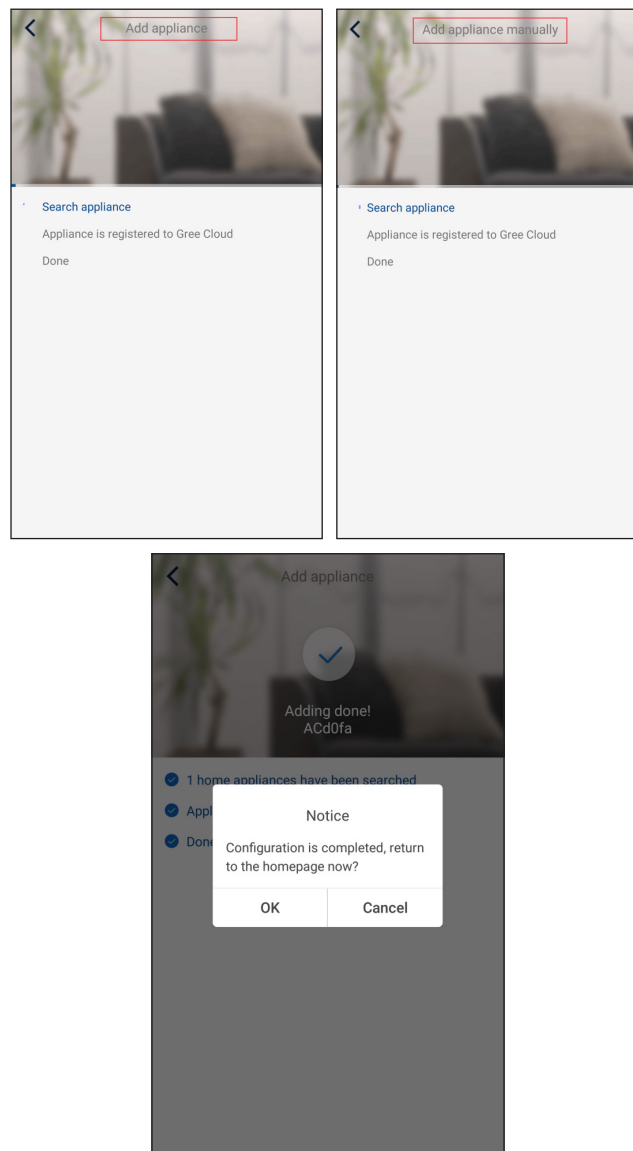 Add appliance
Search appliance
Appliance is registered to Gree Cloud
Done
Add appliance manually
Search appliance
Appliance is registered to Gree Cloud
Done
Add appliance
Adding done!
ACd0fa
1 home appliances have been searched
Appl
Done
Notice
Configuration is completed, return
to the homepage now?
OK
Cancel